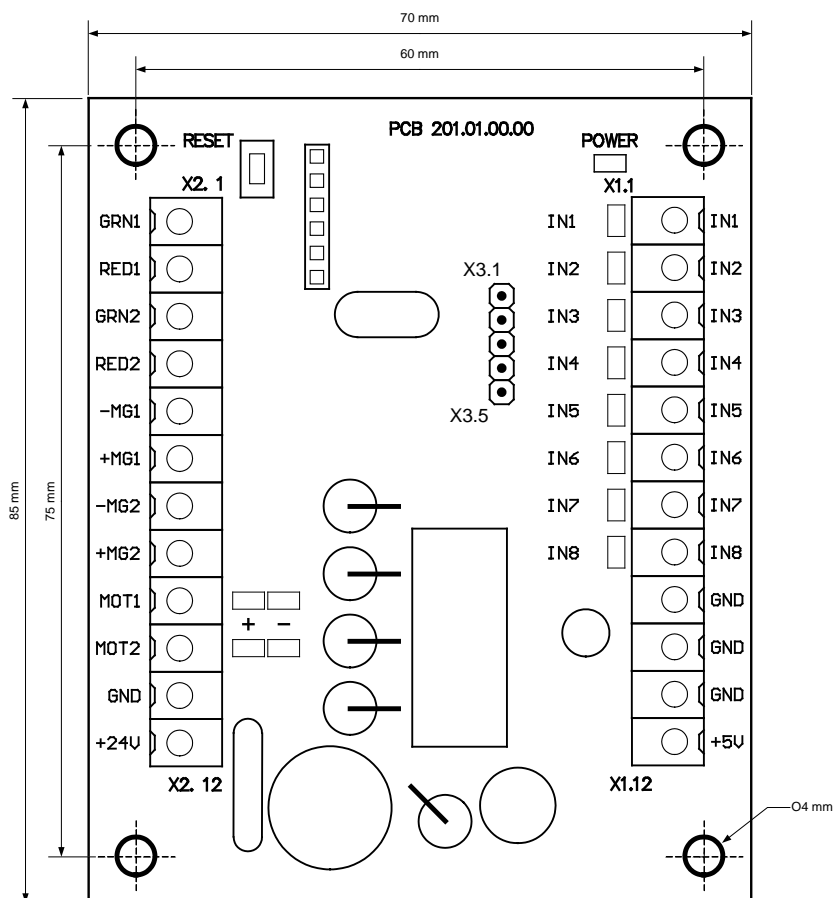 70 mm
60 mm
85 mm
75 mm
RESET
PCB 201.01.00.00
POWER
X2. 1
X1.1
GRN1
RED1
GRN2
RED2
-MG1
+MG1
-MG2
+MG2
MOT1
MOT2
GND
+24V
X2. 12
+ -
X3.1
X3.5
IN1
IN2
IN3
IN4
IN5
IN6
IN7
IN8
IN1
IN2
IN3
IN4
IN5
IN6
IN7
IN8
GND
GND
GND
+5V
X1.12
O4 mm